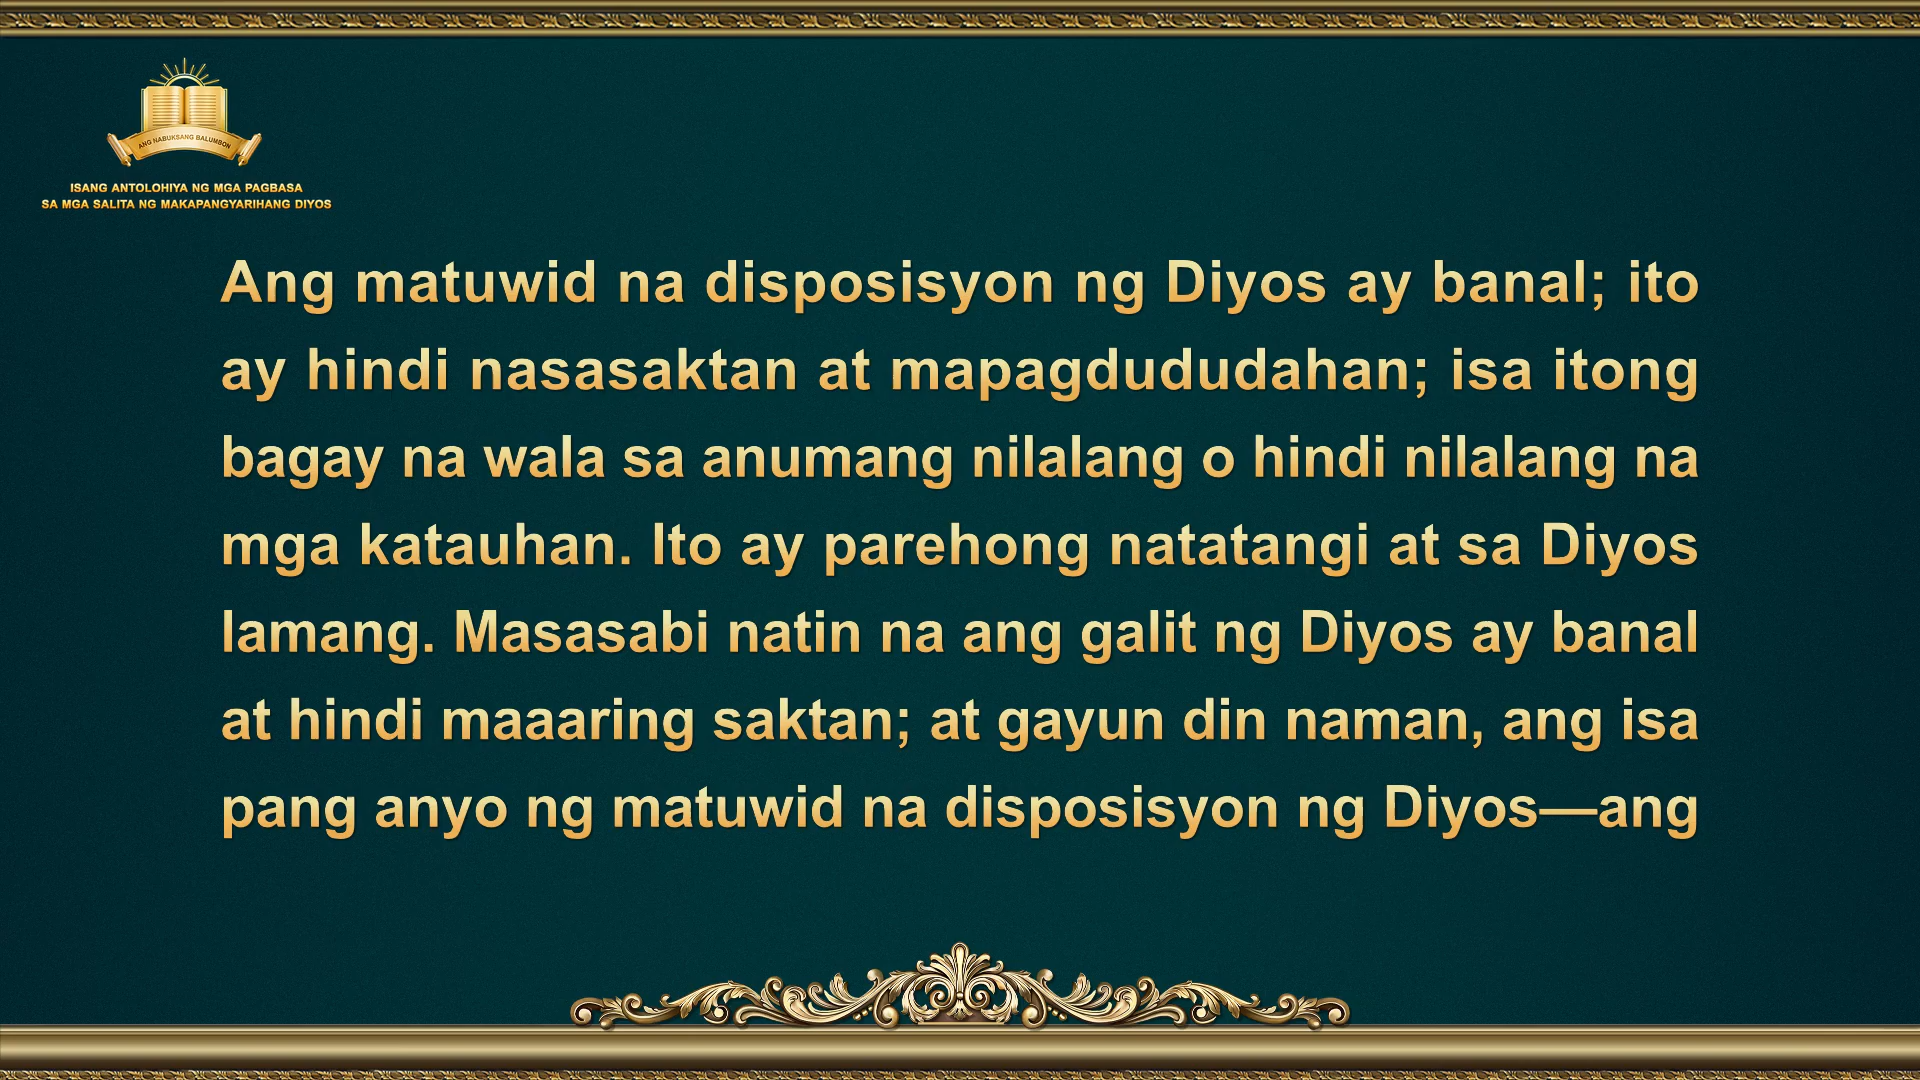 ANG NABUKSANG BALUMBON
ISANG ANTOLOHIYA NG MGA PAGBASA
SA MGA SALITA NG MAKAPANGYARIHANG DIYOS
Ang matuwid na disposisyon ng Diyos ay banal; ito
ay hindi nasasaktan at mapagdududahan; isa itong
bagay na wala sa anumang nilalang o hindi nilalang na
mga katauhan. Ito ay parehong natatangi at sa Diyos
lamang. Masasabi natin na ang galit ng Diyos ay banal
at hindi maaaring saktan; at gayun din naman, ang isa
pang anyo ng matuwid na disposisyon ng Diyos—ang